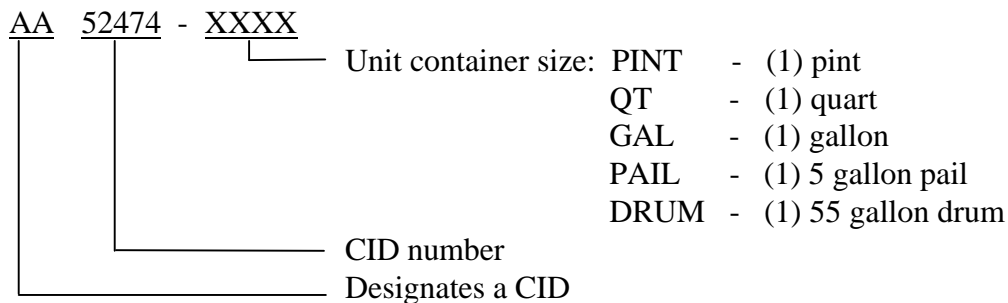 AA 52474 - XXXX
Unit container size: PINT - (1) pint
QT - (1) quart
GAL - (1) gallon
PAIL - (1) 5 gallon pail
DRUM - (1) 55 gallon drum
CID number
Designates a CID